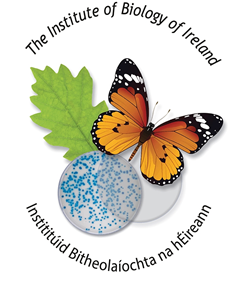 The Institute of Biology of Ireland
Institiúid Bitheolaíochta na hÉireann